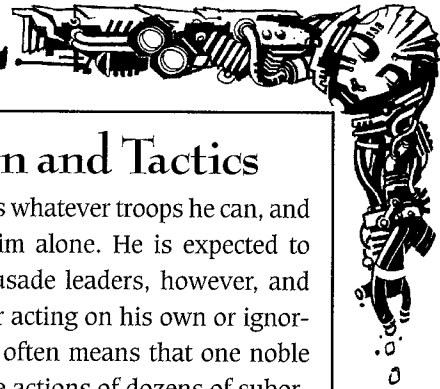 n and Tactics
s whatever troops he can, and
im alone. He is expected to
usade leaders, however, and
r acting on his own or ignor-
often means that one noble
e actions of dozens of subor-